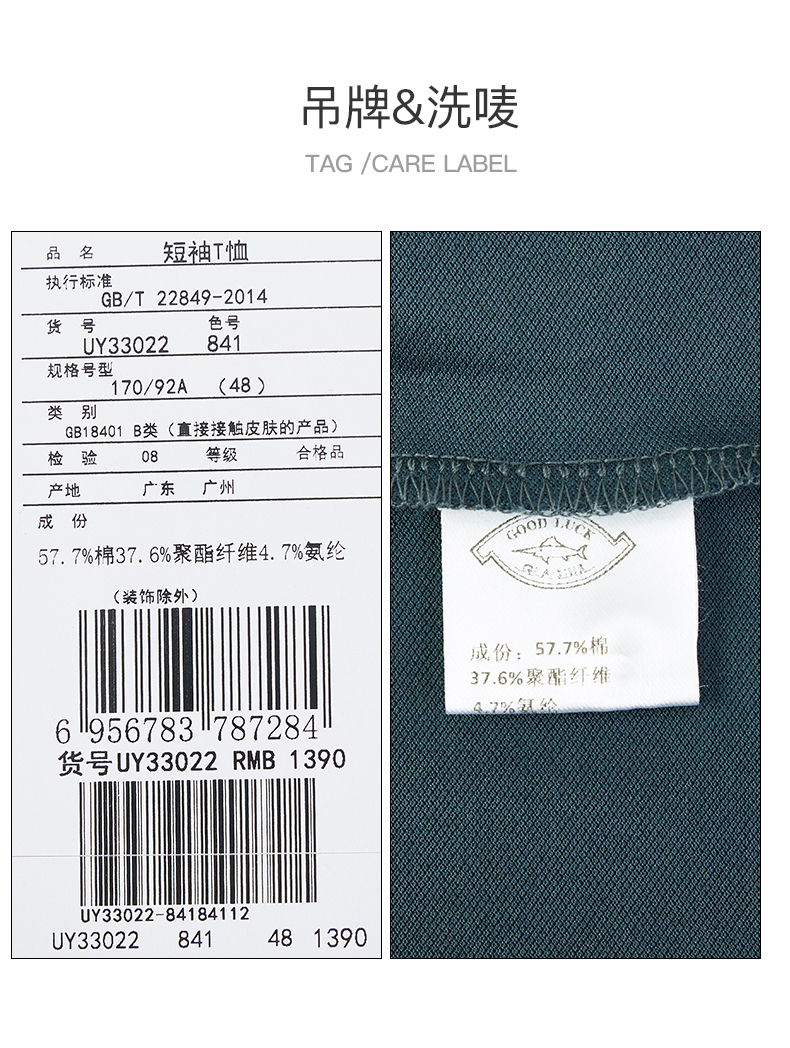 吊牌&洗唛
TAG /CARE LABEL
品 名 短袖T恤
执行标准
GB/T 22849-2014
货 号 色号
UY33022 841
规格号型
170/92A （48）
类 别
GB18401 B类（直接接触皮肤的产品）
检 验 08 等级 合格品
产地 广东 广州
成 份
57.7%棉37.6%聚酯纤维4.7%氨纶
（装饰除外）
6 956783 787284
货号UY33022 RMB 1390
UY33022-84184112
UY33022 841 48 1390
GOOD LUCK
成份：57.7%棉
37.6%聚酯纤维
4.7%氨纶